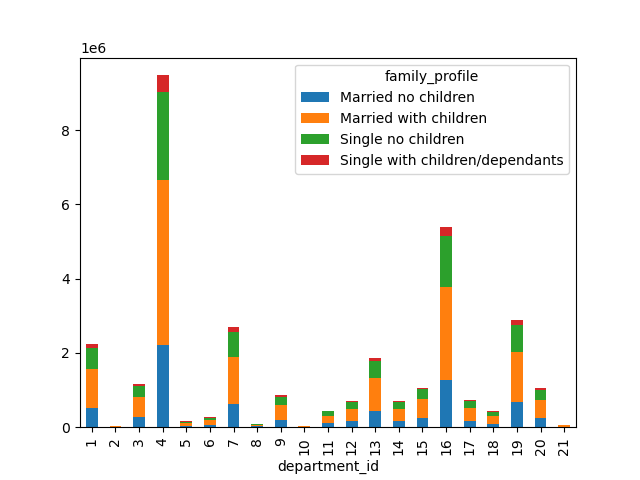 1e6
family_profile
Married no children
Married with children
Single no children
Single with children/dependants
8
6
4
2
0
1 2 3 4 5 6 7 8 9 10 11 12 13 14 15 16 17 18 19 20 21
department_id